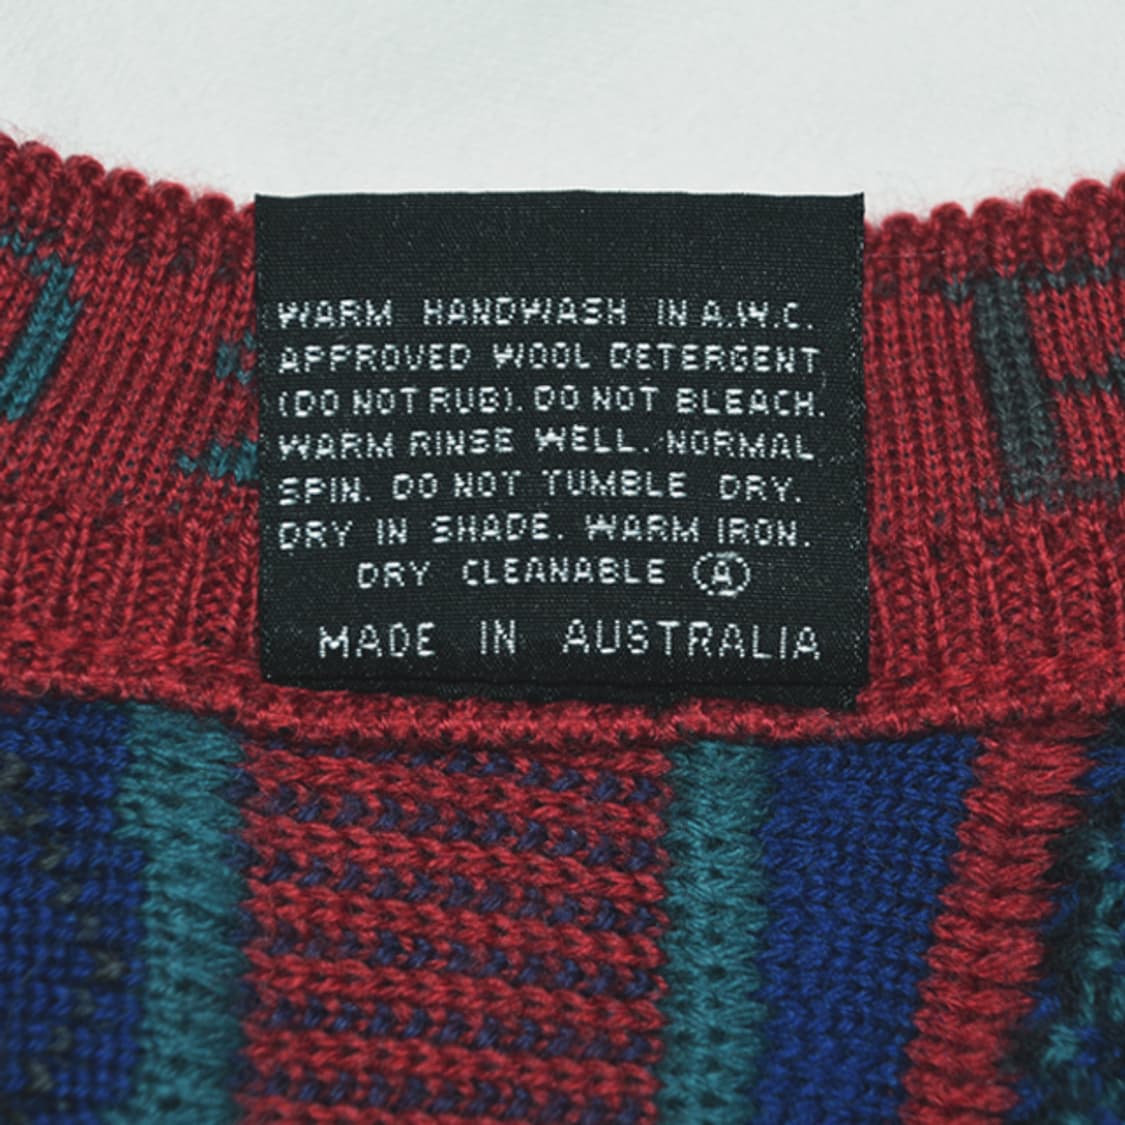 WARM HANDWASH IN A.W.C.
APPROVED WOOL DETERGENT
(DO NOT RUB). DO NOT BLEACH.
WARM RINSE WELL. NORMAL
SPIN. DO NOT TUMBLE DRY.
DRY IN SHADE. WARM IRON.
DRY CLEANABLE Ⓐ
MADE IN AUSTRALIA